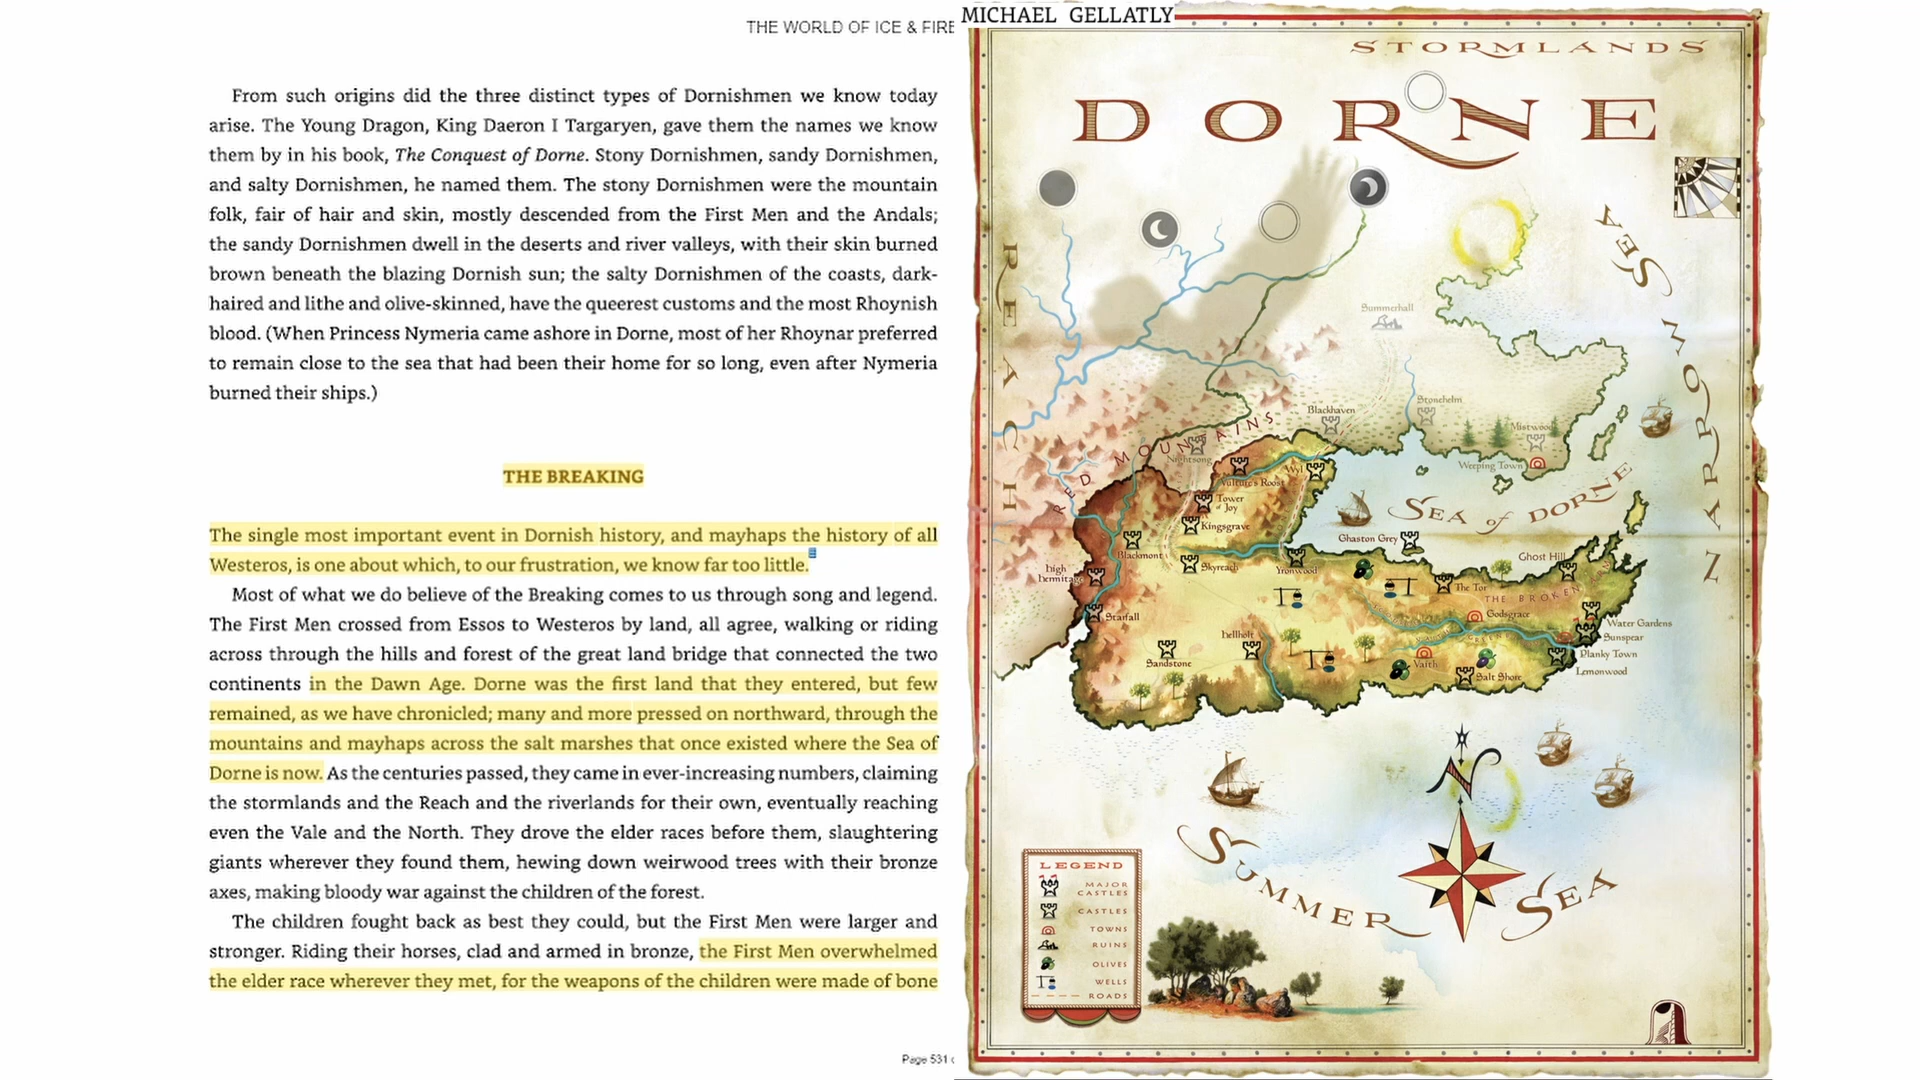 THE WORLD OF ICE & FIRE
From such origins did the three distinct types of Dornishmen we know today
arise. The Young Dragon, King Daeron I Targaryen, gave them the names we know
them by in his book, The Conquest of Dorne. Stony Dornishmen, sandy Dornishmen,
and salty Dornishmen, he named them. The stony Dornishmen were the mountain
folk, fair of hair and skin, mostly descended from the First Men and the Andals;
the sandy Dornishmen dwell in the deserts and river valleys, with their skin burned
brown beneath the blazing Dornish sun; the salty Dornishmen of the coasts, dark-
haired and lithe and olive-skinned, have the queerest customs and the most Rhoynish
blood. (When Princess Nymeria came ashore in Dorne, most of her Rhoynar preferred
to remain close to the sea that had been their home for so long, even after Nymeria
burned their ships.)
THE BREAKING
The single most important event in Dornish history, and mayhaps the history of all
Westeros, is one about which, to our frustration, we know far too little.
Most of what we do believe of the Breaking comes to us through song and legend.
The First Men crossed from Essos to Westeros by land, all agree, walking or riding
across through the hills and forest of the great land bridge that connected the two
continents in the Dawn Age. Dorne was the first land that they entered, but few
remained, as we have chronicled; many and more pressed on northward, through the
mountains and mayhaps across the salt marshes that once existed where the Sea of
Dorne is now. As the centuries passed, they came in ever-increasing numbers, claiming
the stormlands and the Reach and the riverlands for their own, eventually reaching
even the Vale and the North. They drove the elder races before them, slaughtering
giants wherever they found them, hewing down weirwood trees with their bronze
axes, making bloody war against the children of the forest.
The children fought back as best they could, but the First Men were larger and
stronger. Riding their horses, clad and armed in bronze, the First Men overwhelmed
the elder race wherever they met, for the weapons of the children were made of bone
Page 531
MICHAEL GELLATLY
STORMLANDS
DORNE
REACH
NARROW SEA
Summerhall
Blackhaven
Stonehelm
Mistwood
Weeping Town
RED MOUNTAINS
Nightsong
Wyl
Vulture's Roost
Tower
of Joy
Kingsgrave
SEA of DORNE
Ghaston Grey
Blackmont
Skyreach
Yronwood
Ghost Hill
High
Hermitage
The Tor
THE BROKEN
Starfall
Godsgrace
Water Gardens
Sunspear
Hellholt
Planky Town
Sandstone
Vaith
Lemonwood
Salt Shore
N
SUMMER SEA
LEGEND
MAJOR
CASTLES
CASTLES
TOWNS
RUINS
OLIVES
WELLS
ROADS